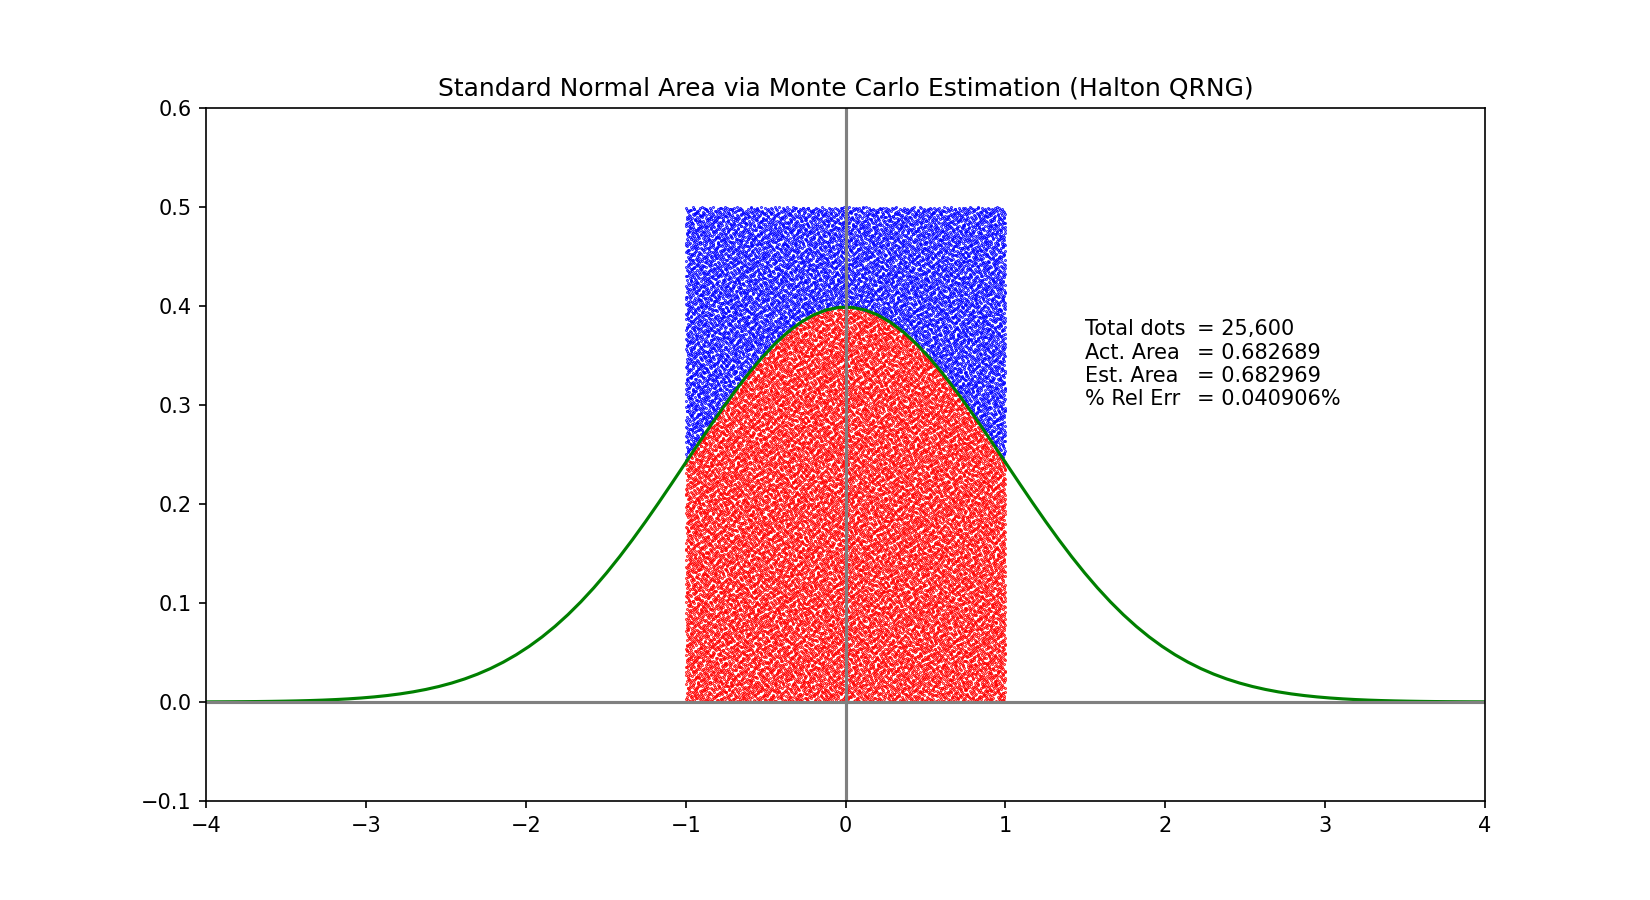 Standard Normal Area via Monte Carlo Estimation (Halton QRNG)
0.6
0.5
0.4
0.3
0.2
0.1
0.0
−0.1
Total dots = 25,600
Act. Area = 0.682689
Est. Area = 0.682969
% Rel Err = 0.040906%
−4 −3 −2 −1 0 1 2 3 4